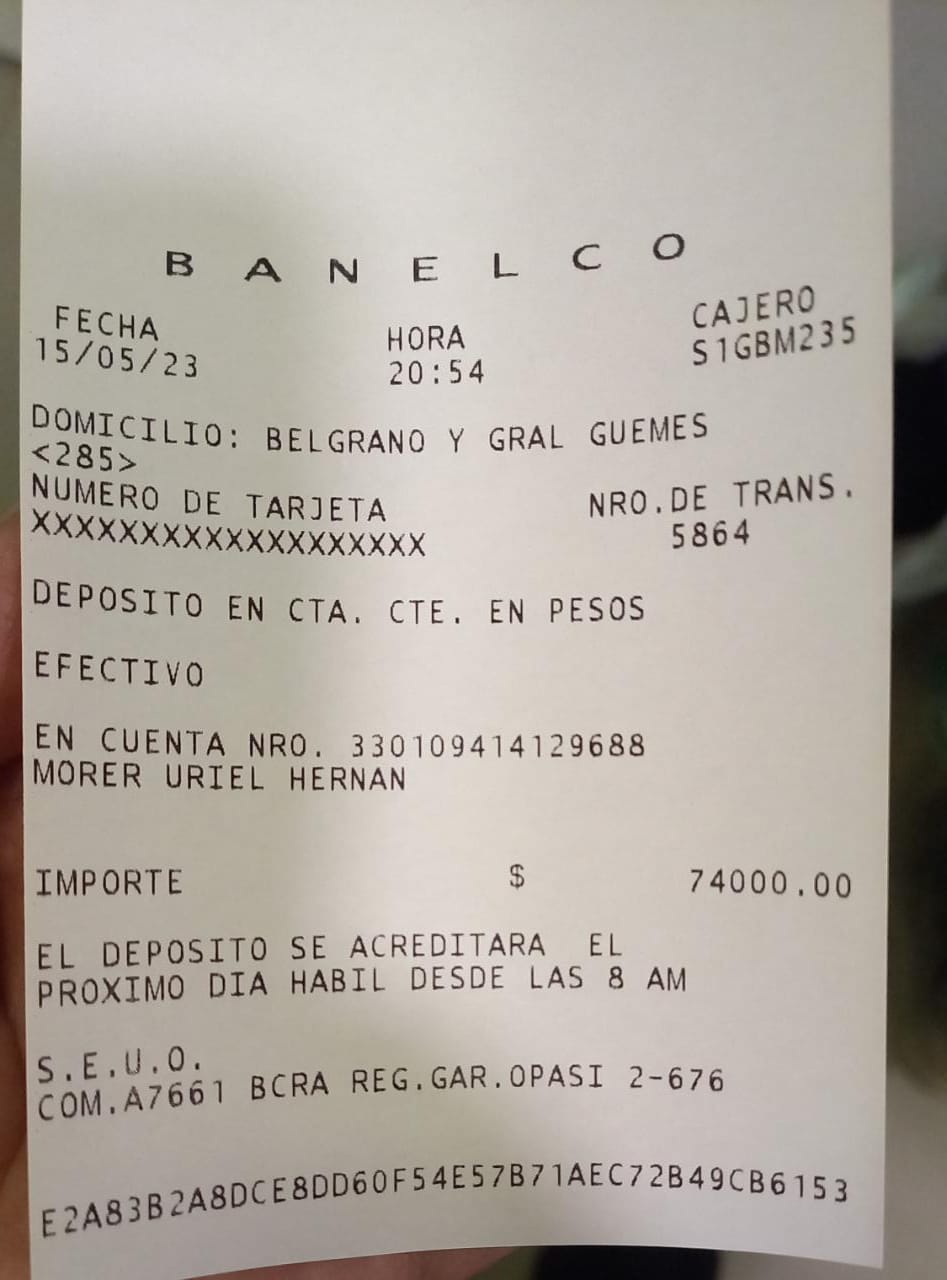 B A N E L C O
FECHA HORA CAJERO
15/05/23 20:54 S1GBM235
DOMICILIO: BELGRANO Y GRAL GUEMES
<285>
NUMERO DE TARJETA NRO.DE TRANS.
XXXXXXXXXXXXXXXXXXX 5864
DEPOSITO EN CTA. CTE. EN PESOS
EFECTIVO
EN CUENTA NRO. 330109414129688
MORER URIEL HERNAN
IMPORTE $ 74000.00
EL DEPOSITO SE ACREDITARA EL
PROXIMO DIA HABIL DESDE LAS 8 AM
S.E.U.O.
COM.A7661 BCRA REG.GAR.OPASI 2-676
E2A83B2A8DCE8DD60F54E57B71AEC72B49CB6153